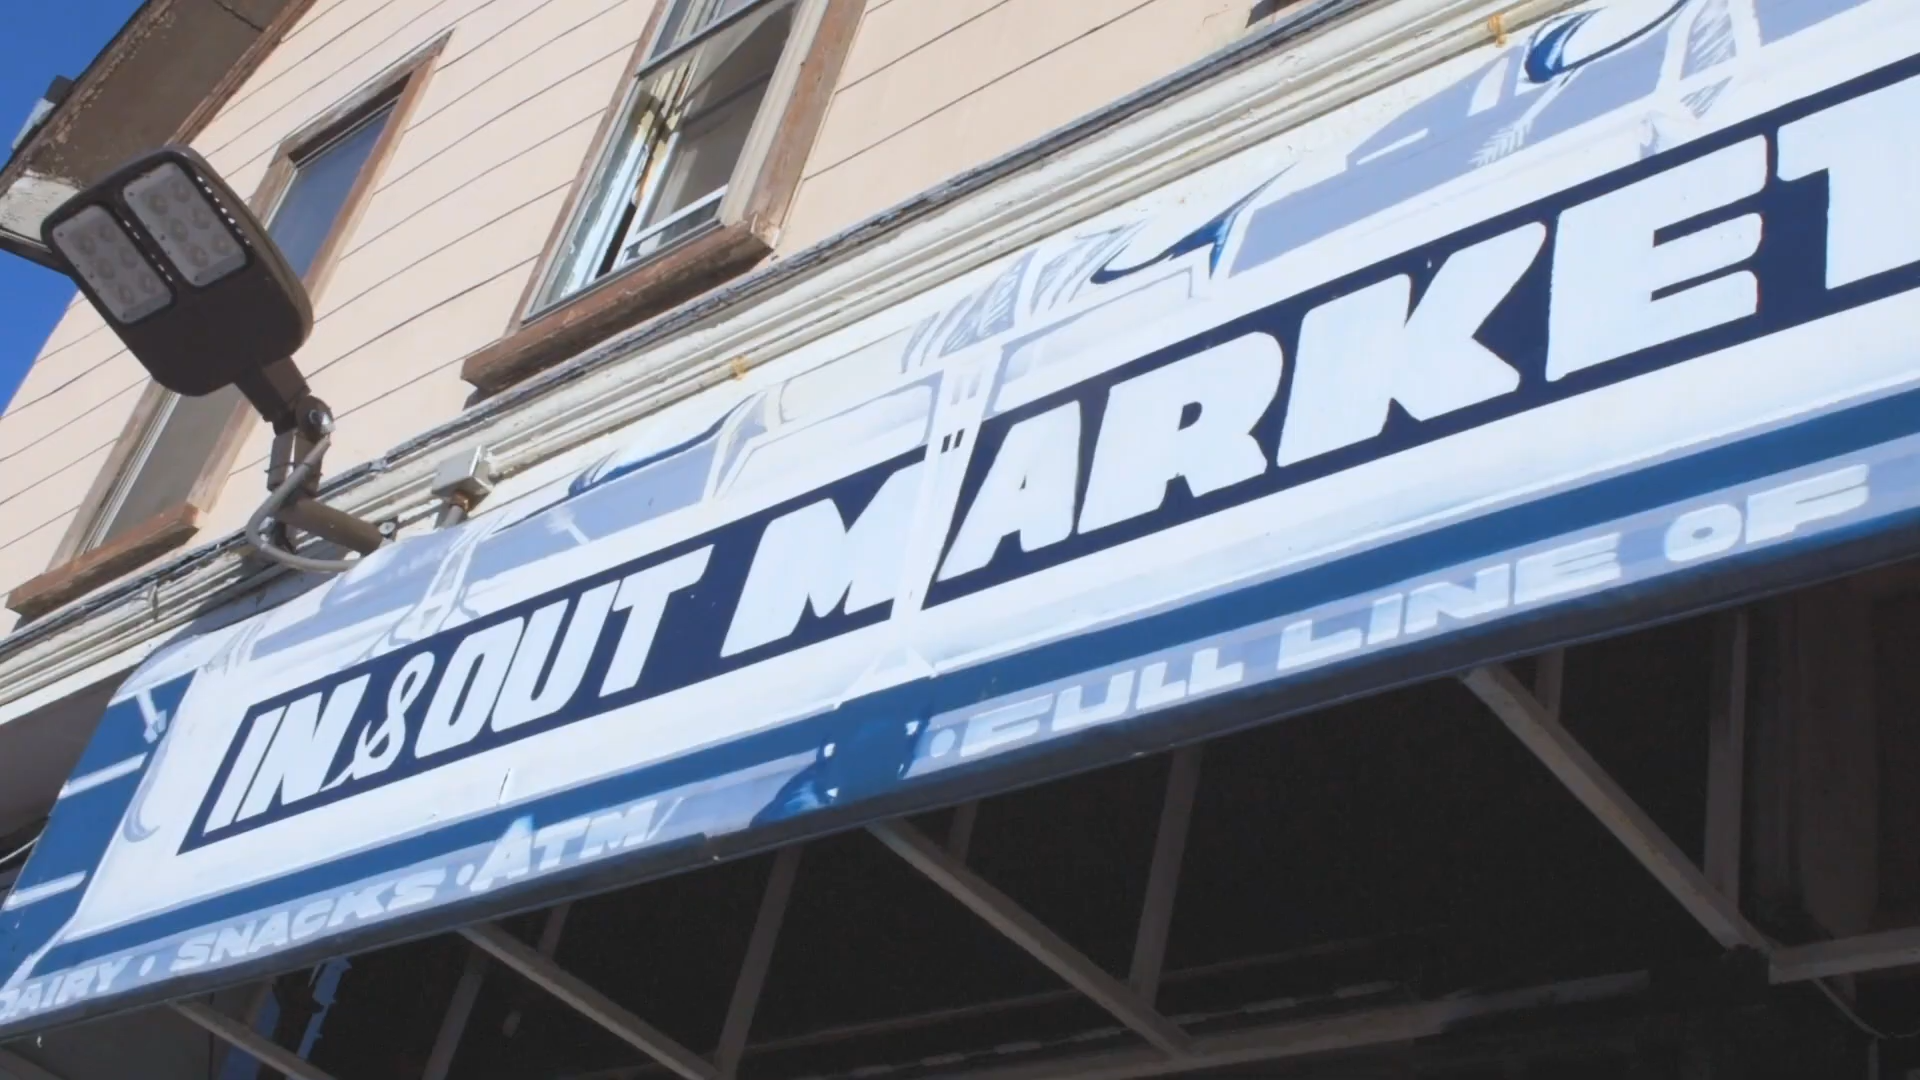 IN & OUT MARKET
DAIRY • SNACKS • ATM • FULL LINE OF